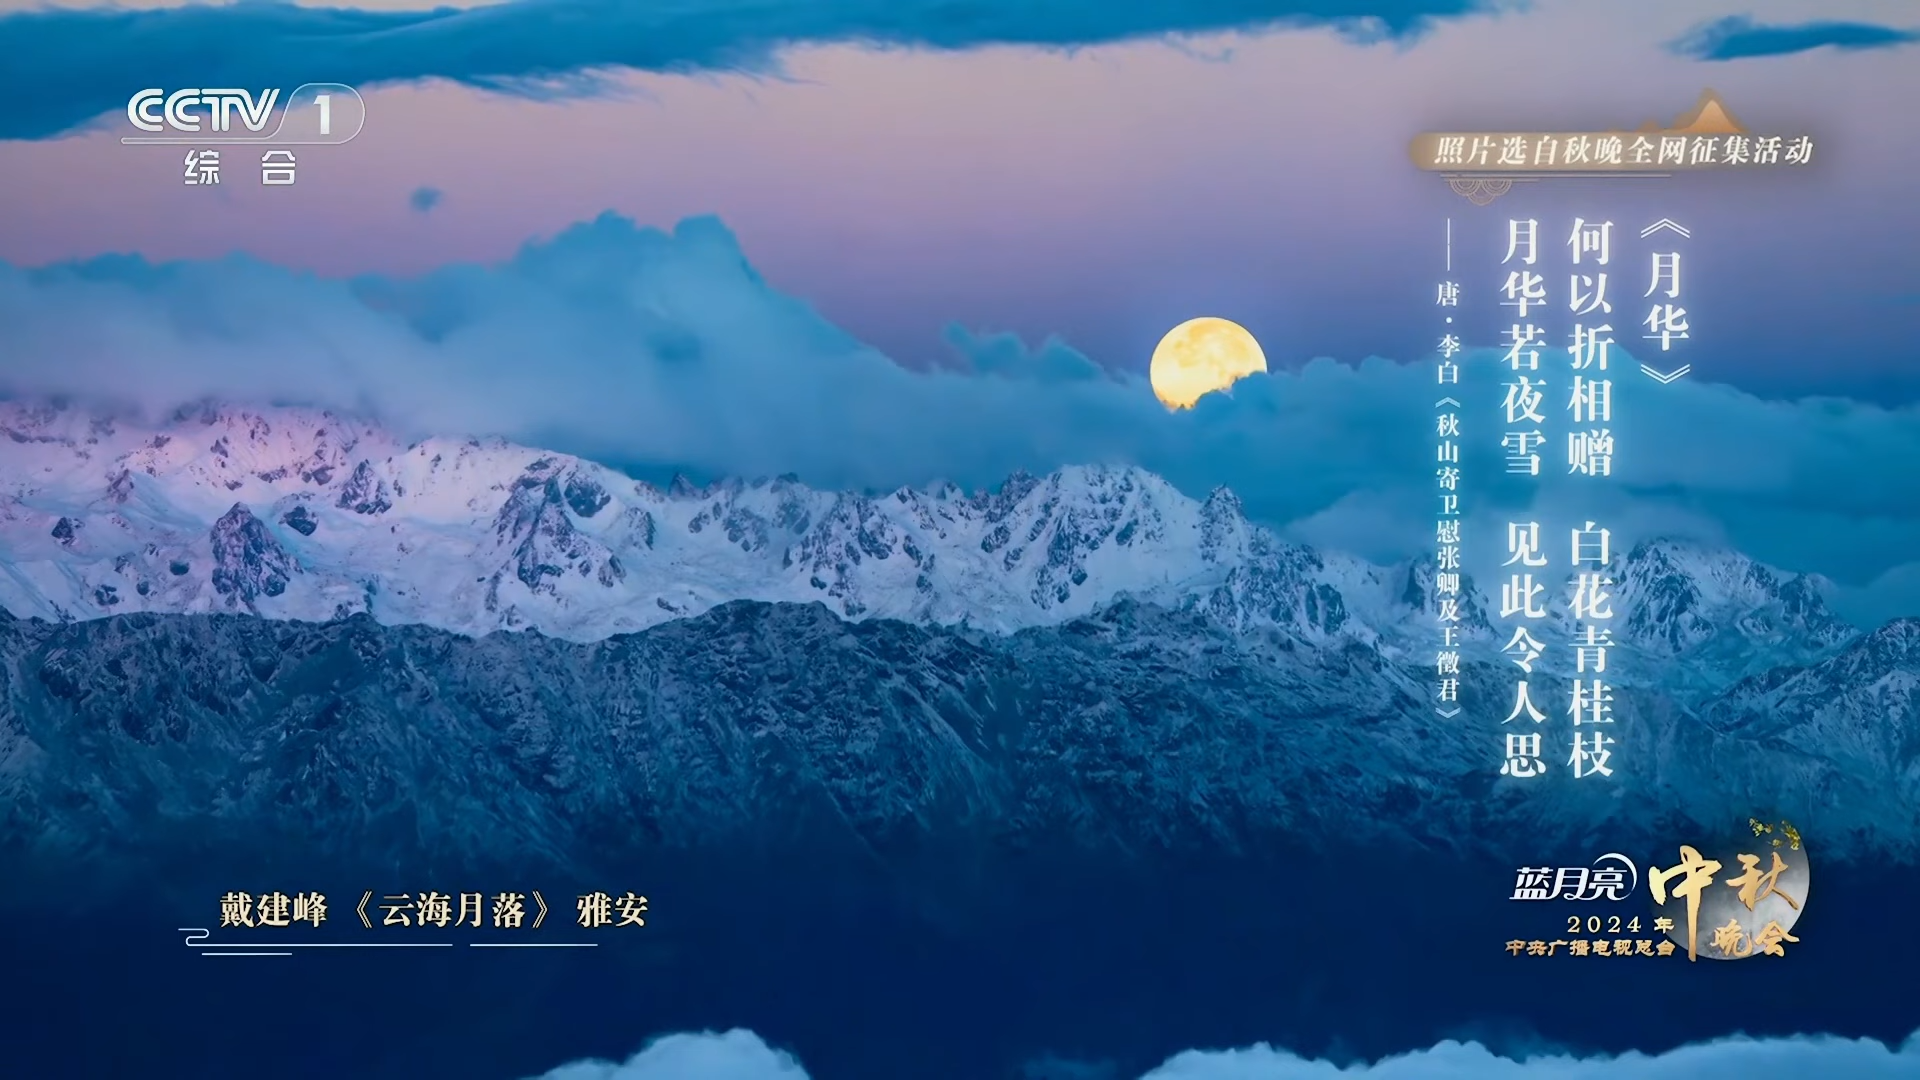 CCTV 1
综合
照片选自秋晚全网征集活动
《月华》
何以折相赠 白花青桂枝
月华若夜雪 见此令人思
——唐·李白《秋山寄卫慰张卿及王徵君》
戴建峰《云海月落》 雅安
蓝月亮
2024年
中央广播电视总台
中秋
晚会